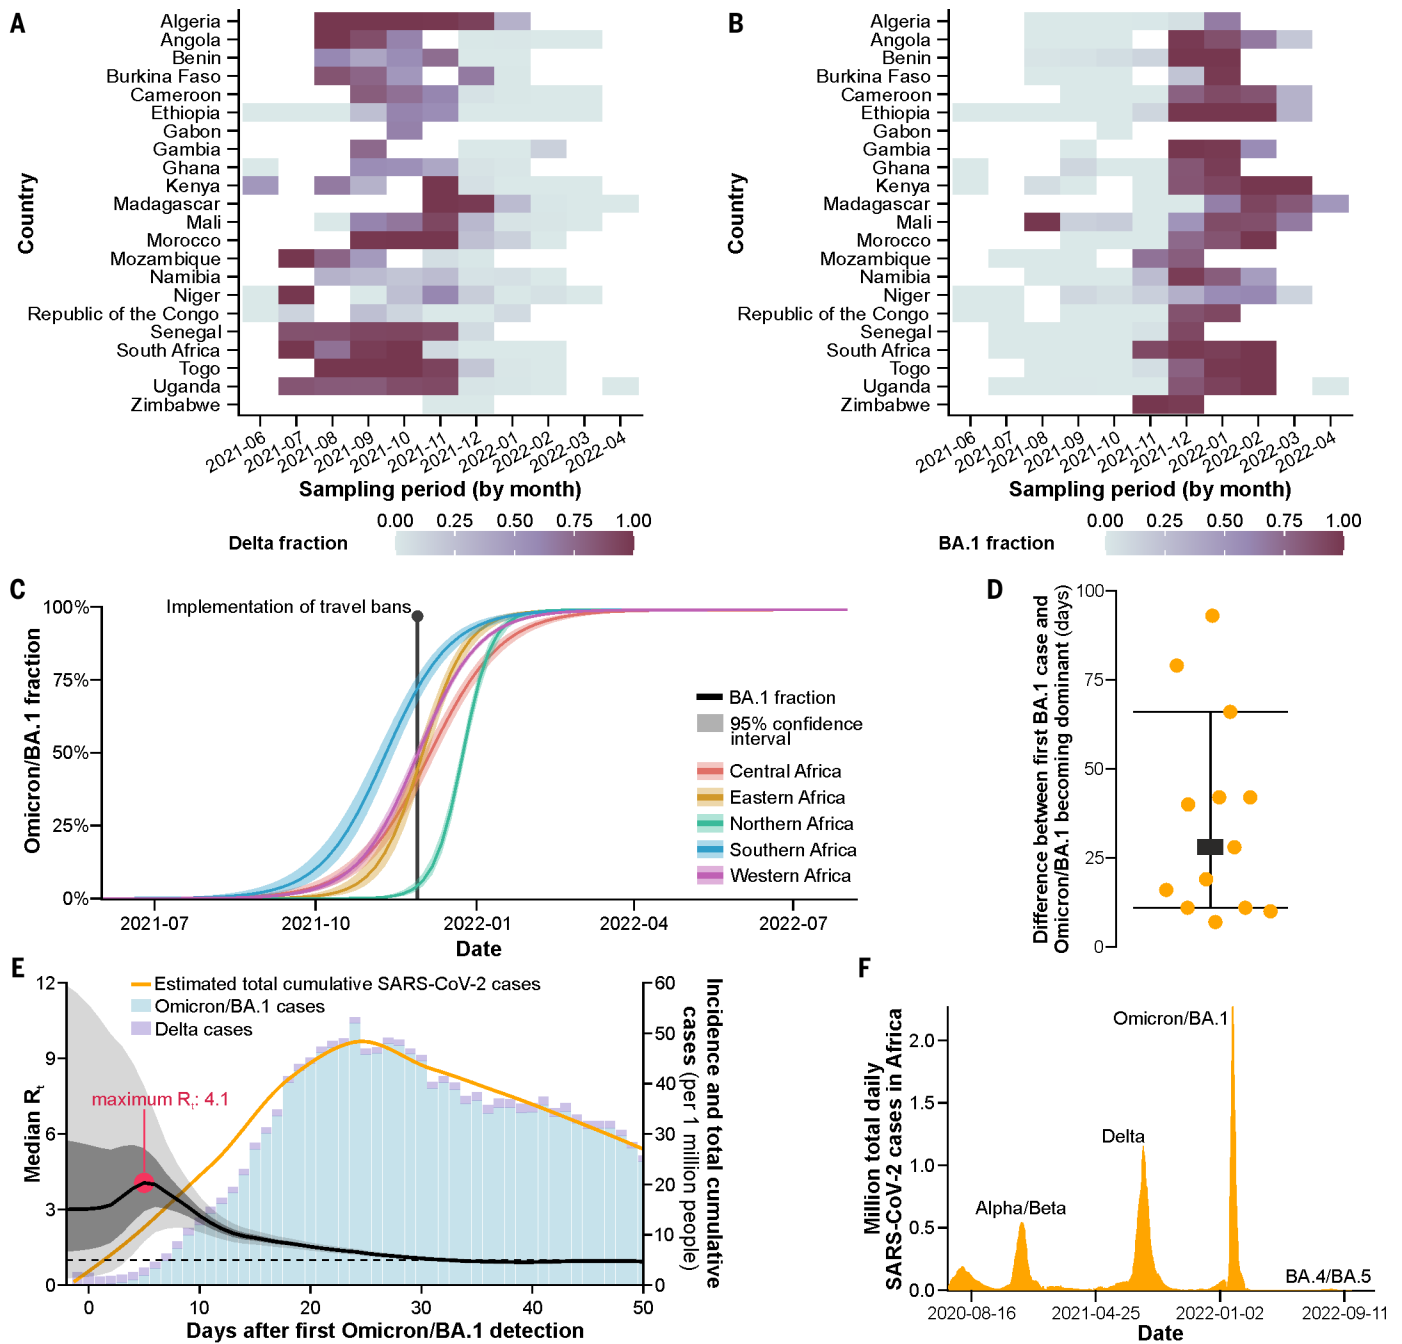 A
Algeria
Angola
Benin
Burkina Faso
Cameroon
Ethiopia
Gabon
Gambia
Ghana
Kenya
Madagascar
Mali
Morocco
Mozambique
Namibia
Niger
Republic of the Congo
Senegal
South Africa
Togo
Uganda
Zimbabwe
Country
2021-06
2021-07
2021-08
2021-09
2021-10
2021-11
2021-12
2022-01
2022-02
2022-03
2022-04
Sampling period (by month)
0.00 0.25 0.50 0.75 1.00
Delta fraction
B
Algeria
Angola
Benin
Burkina Faso
Cameroon
Ethiopia
Gabon
Gambia
Ghana
Kenya
Madagascar
Mali
Morocco
Mozambique
Namibia
Niger
Republic of the Congo
Senegal
South Africa
Togo
Uganda
Zimbabwe
Country
2021-06
2021-07
2021-08
2021-09
2021-10
2021-11
2021-12
2022-01
2022-02
2022-03
2022-04
Sampling period (by month)
0.00 0.25 0.50 0.75 1.00
BA.1 fraction
C
Implementation of travel bans
100%
75%
50%
25%
0%
Omicron/BA.1 fraction
BA.1 fraction
95% confidence
interval
Central Africa
Eastern Africa
Northern Africa
Southern Africa
Western Africa
2021-07 2021-10 2022-01 2022-04 2022-07
Date
D
Difference between first BA.1 case and
Omicron/BA.1 becoming dominant (days)
100
75
50
25
0
E
Estimated total cumulative SARS-CoV-2 cases
Omicron/BA.1 cases
Delta cases
maximum Rt: 4.1
Median Rt
12
9
6
3
0
60
50
40
30
20
10
0
Incidence and total cumulative
cases (per 1 million people)
0 10 20 30 40 50
Days after first Omicron/BA.1 detection
F
Million total daily
SARS-CoV-2 cases in Africa
2.0
1.5
1.0
0.5
0.0
Omicron/BA.1
Delta
Alpha/Beta
BA.4/BA.5
2020-08-16 2021-04-25 2022-01-02 2022-09-11
Date